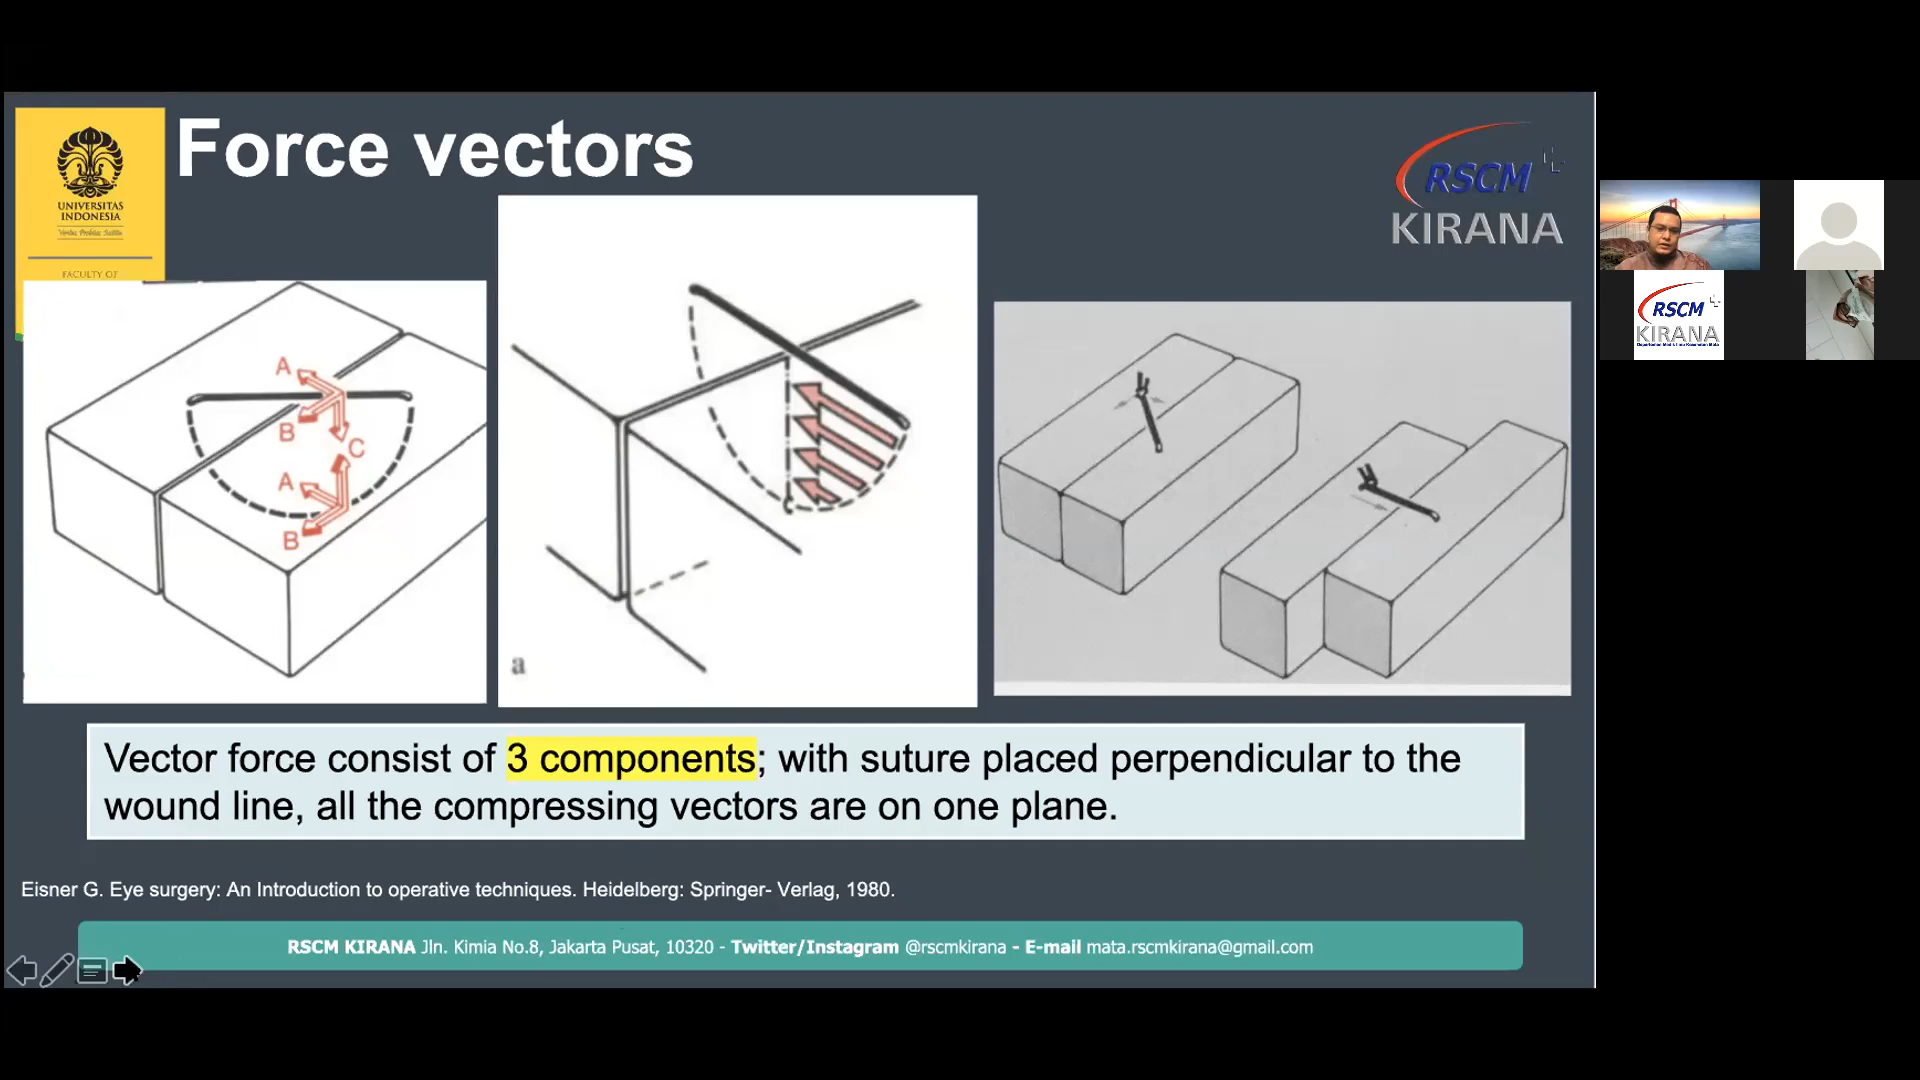 Force vectors
UNIVERSITAS
INDONESIA
Veritas, Probitas, Iustitia
FACULTY OF
RSCM
KIRANA
A
B
C
A
B
a
Vector force consist of 3 components; with suture placed perpendicular to the
wound line, all the compressing vectors are on one plane.
Eisner G. Eye surgery: An Introduction to operative techniques. Heidelberg: Springer- Verlag, 1980.
RSCM KIRANA Jln. Kimia No.8, Jakarta Pusat, 10320 - Twitter/Instagram @rscmkirana - E-mail mata.rscmkirana@gmail.com
RSCM
KIRANA